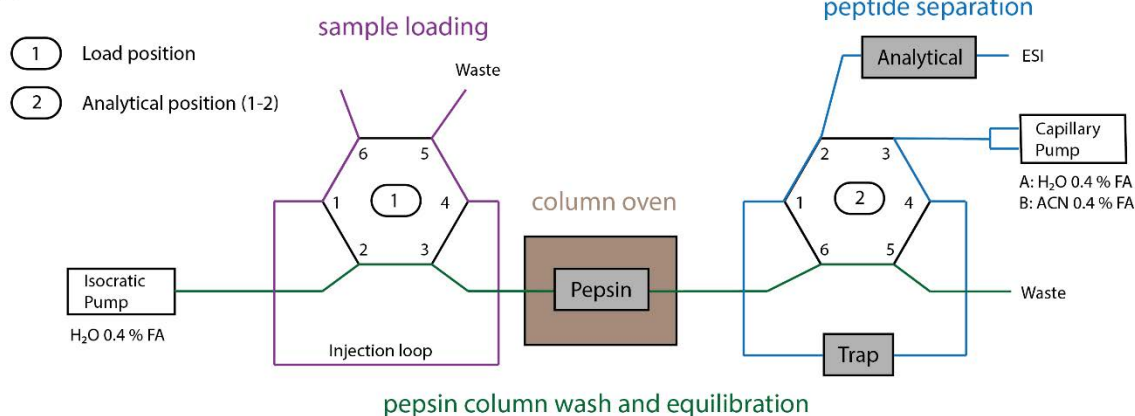 peptide separation
sample loading
1 Load position
2 Analytical position (1-2)
Waste
Analytical
ESI
6 5
1 4
2 3
1
column oven
Pepsin
2 3
1 4
6 5
2
Capillary
Pump
A: H₂O 0.4 % FA
B: ACN 0.4 % FA
Isocratic
Pump
H₂O 0.4 % FA
Injection loop
Waste
Trap
pepsin column wash and equilibration